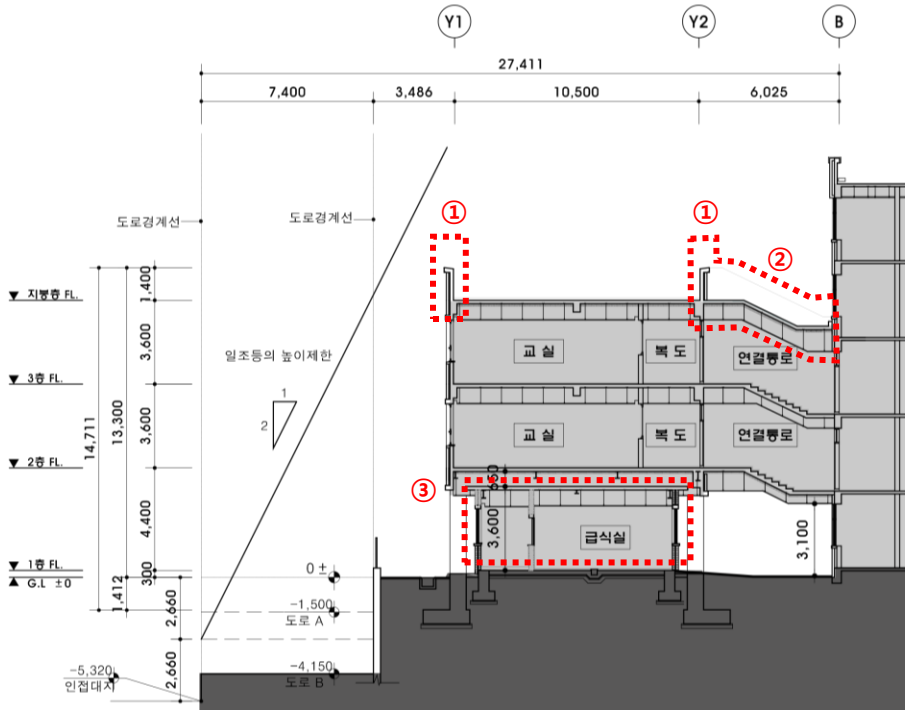 Y1
Y2
B
27,411
7,400
3,486
10,500
6,025
도로경계선
도로경계선
①
①
②
지붕층 FL.
1,400
3,600
일조등의 높이제한
1
2
교 실
복 도
연결통로
3층 FL.
14,711
13,300
3,600
교 실
복 도
연결통로
2층 FL.
650
③
4,400
3,600
급식실
3,100
1층 FL.
G.L ±0
300
0 ±
1,412
2,660
-1,500
도로 A
2,660
-4,150
도로 B
-5,320
인접대지